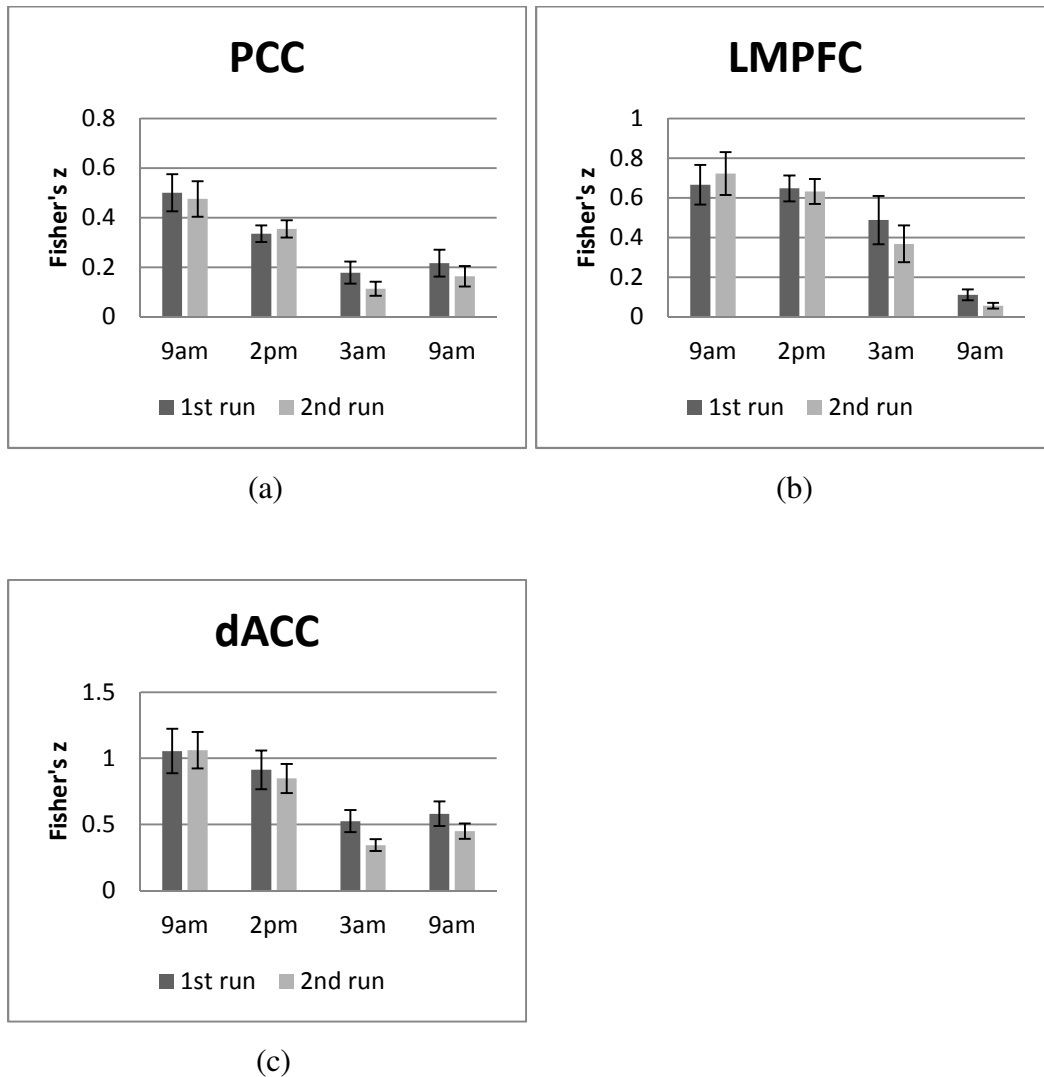 PCC
Fisher's z
0.8
0.6
0.4
0.2
0
9am 2pm 3am 9am
1st run 2nd run
(a)
LMPFC
Fisher's z
1
0.8
0.6
0.4
0.2
0
9am 2pm 3am 9am
1st run 2nd run
(b)
dACC
Fisher's z
1.5
1
0.5
0
9am 2pm 3am 9am
1st run 2nd run
(c)